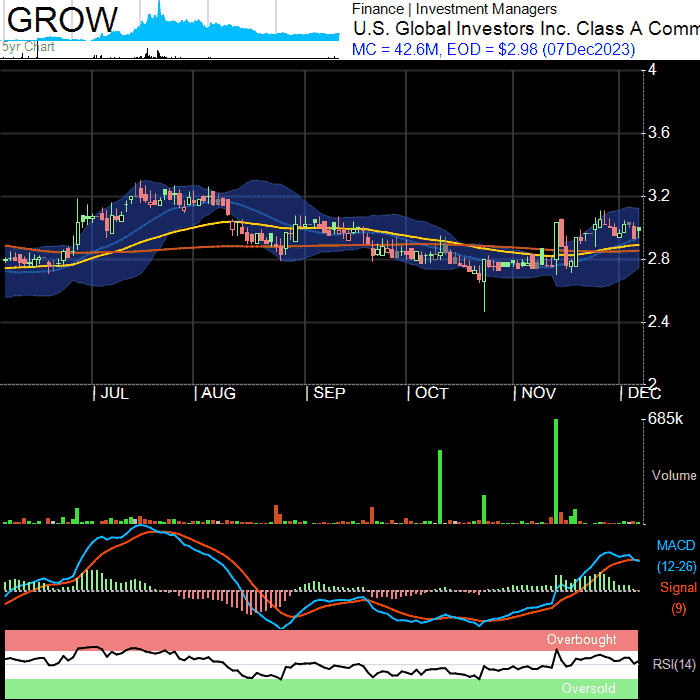 GROW
5yr Chart
Finance | Investment Managers
U.S. Global Investors Inc. Class A Comm
MC = 42.6M, EOD = $2.98 (07Dec2023)
4
3.6
3.2
2.8
2.4
2
| JUL | AUG | SEP | OCT | NOV | DEC
685k
Volume
MACD
(12-26)
Signal
(9)
Overbought
RSI(14)
Oversold